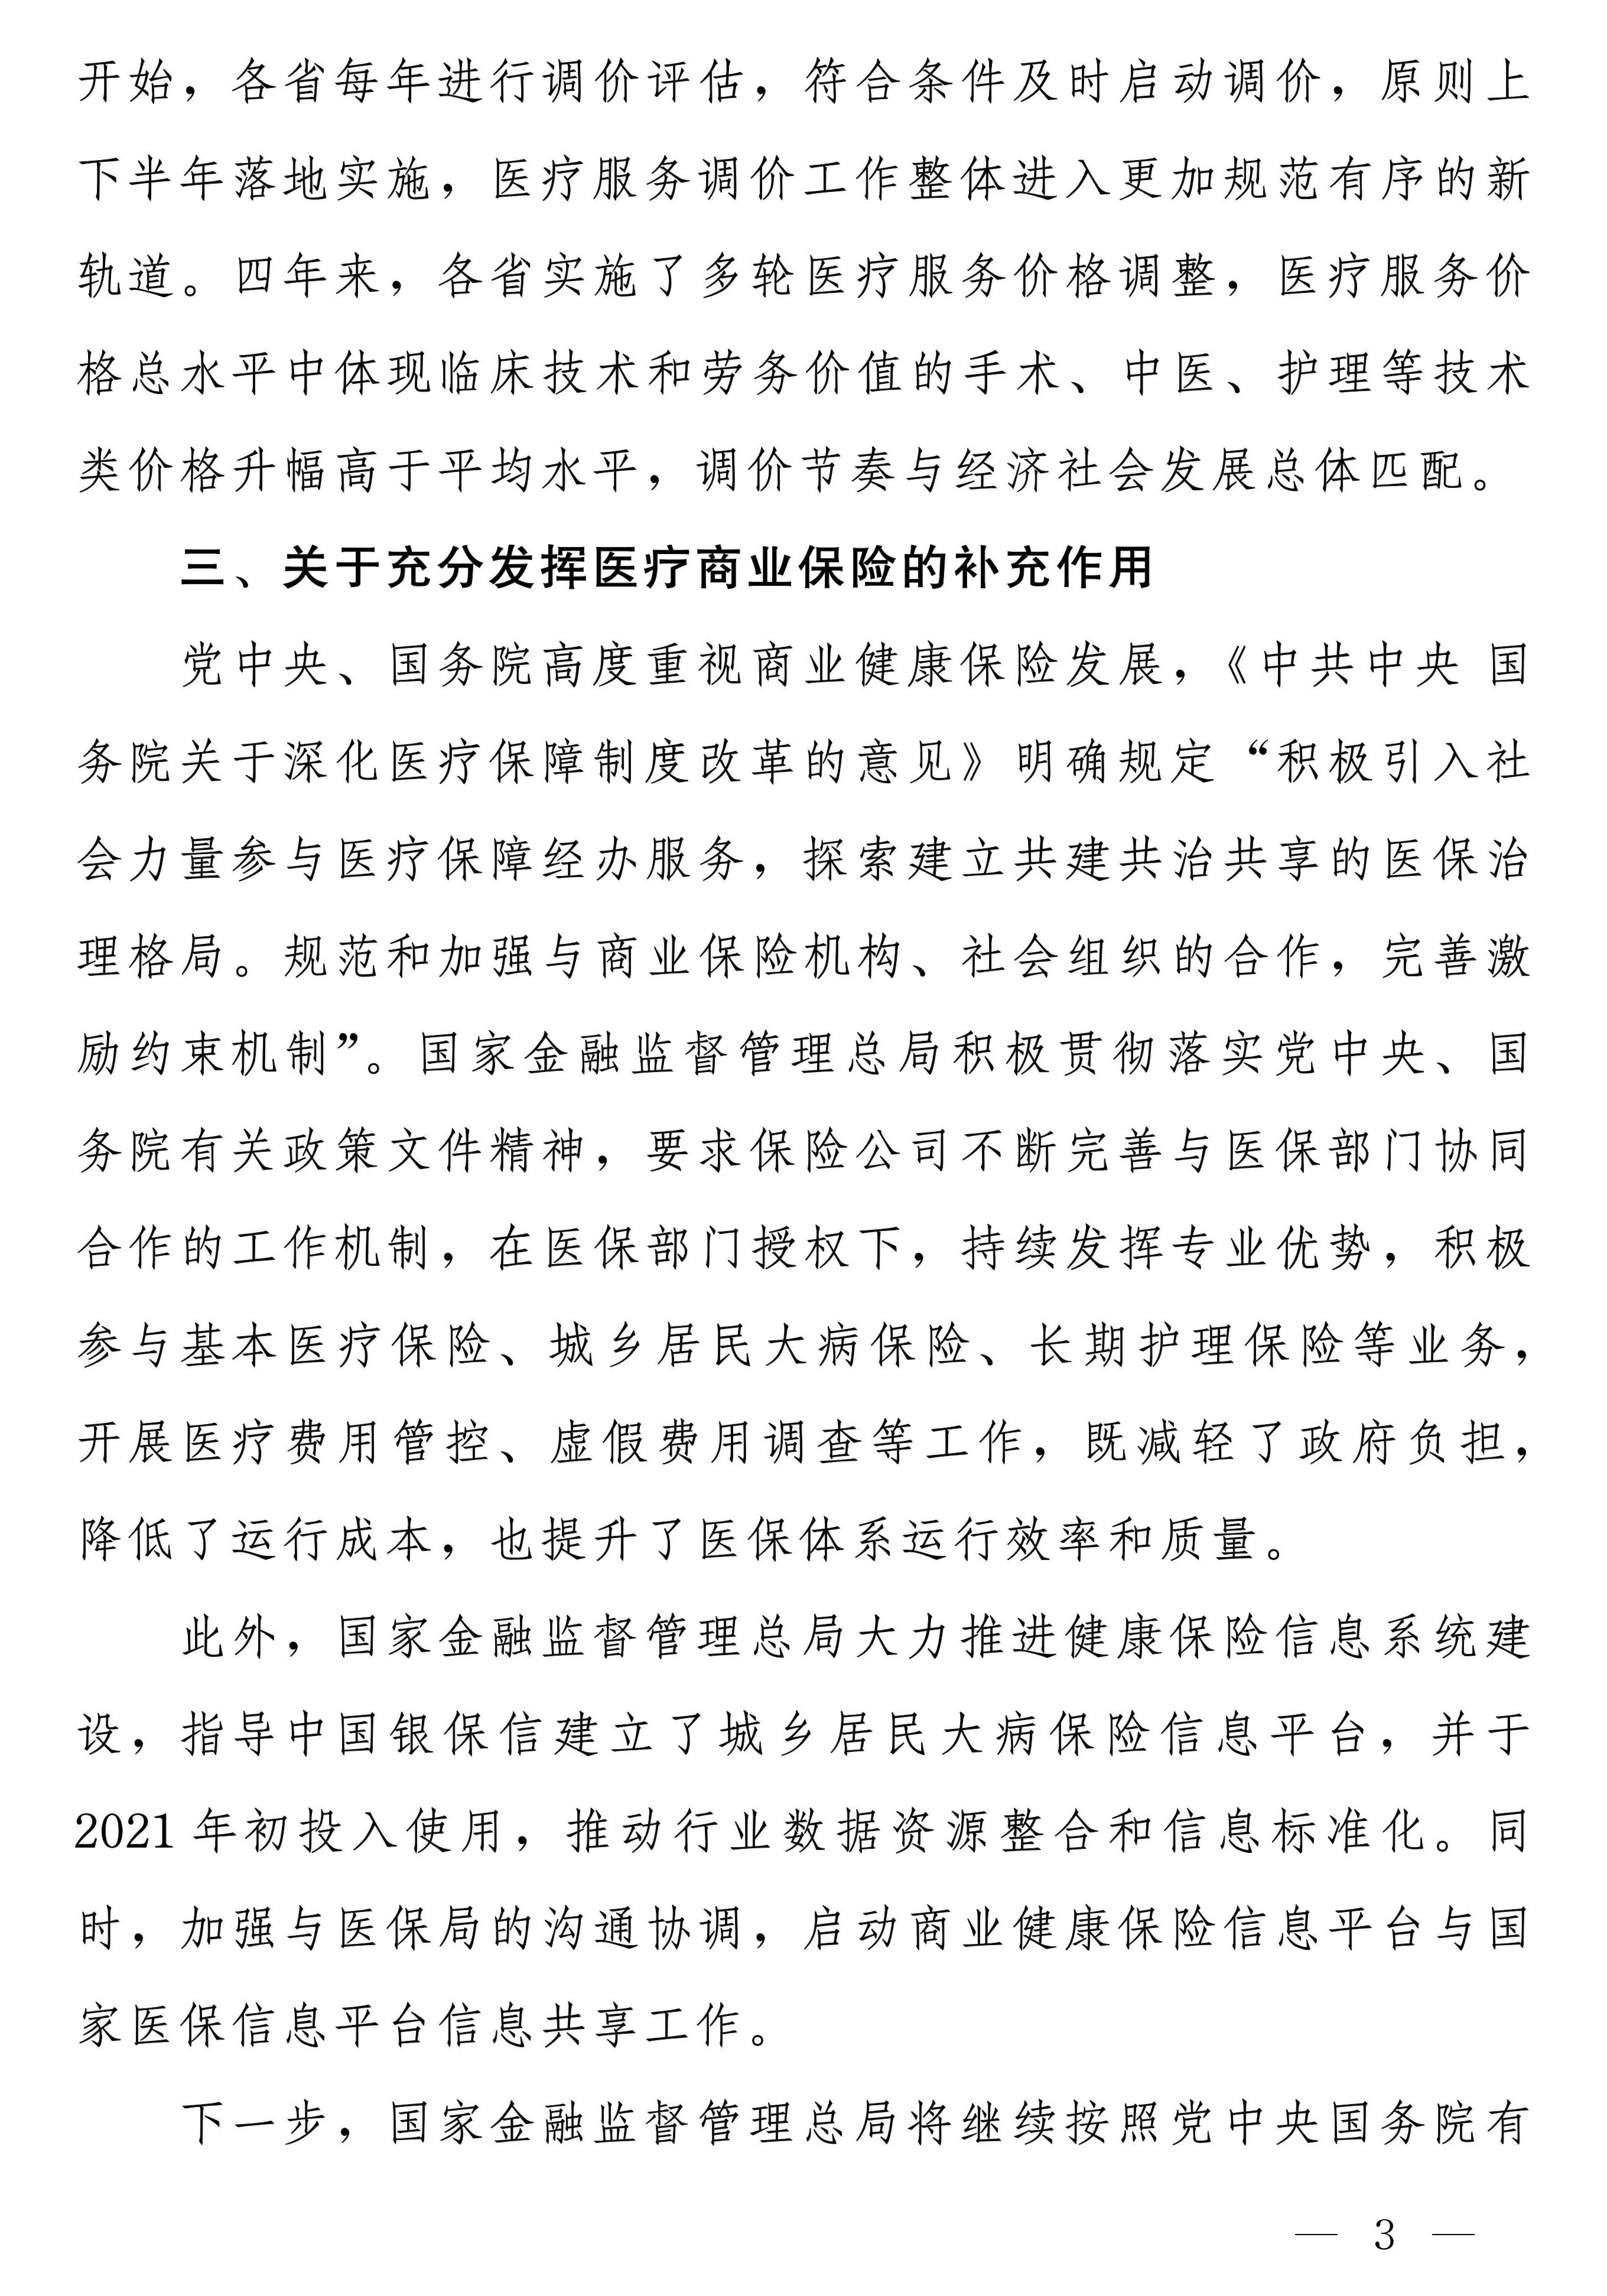 开始，各省每年进行调价评估，符合条件及时启动调价，原则上
下半年落地实施，医疗服务调价工作整体进入更加规范有序的新
轨道。四年来，各省实施了多轮医疗服务价格调整，医疗服务价
格总水平中体现临床技术和劳务价值的手术、中医、护理等技术
类价格升幅高于平均水平，调价节奏与经济社会发展总体匹配。
三、关于充分发挥医疗商业保险的补充作用
党中央、国务院高度重视商业健康保险发展，《中共中央 国
务院关于深化医疗保障制度改革的意见》明确规定“积极引入社
会力量参与医疗保障经办服务，探索建立共建共治共享的医保治
理格局。规范和加强与商业保险机构、社会组织的合作，完善激
励约束机制”。国家金融监督管理总局积极贯彻落实党中央、国
务院有关政策文件精神，要求保险公司不断完善与医保部门协同
合作的工作机制，在医保部门授权下，持续发挥专业优势，积极
参与基本医疗保险、城乡居民大病保险、长期护理保险等业务，
开展医疗费用管控、虚假费用调查等工作，既减轻了政府负担，
降低了运行成本，也提升了医保体系运行效率和质量。
此外，国家金融监督管理总局大力推进健康保险信息系统建
设，指导中国银保信建立了城乡居民大病保险信息平台，并于
2021 年初投入使用，推动行业数据资源整合和信息标准化。同
时，加强与医保局的沟通协调，启动商业健康保险信息平台与国
家医保信息平台信息共享工作。
下一步，国家金融监督管理总局将继续按照党中央国务院有
— 3 —